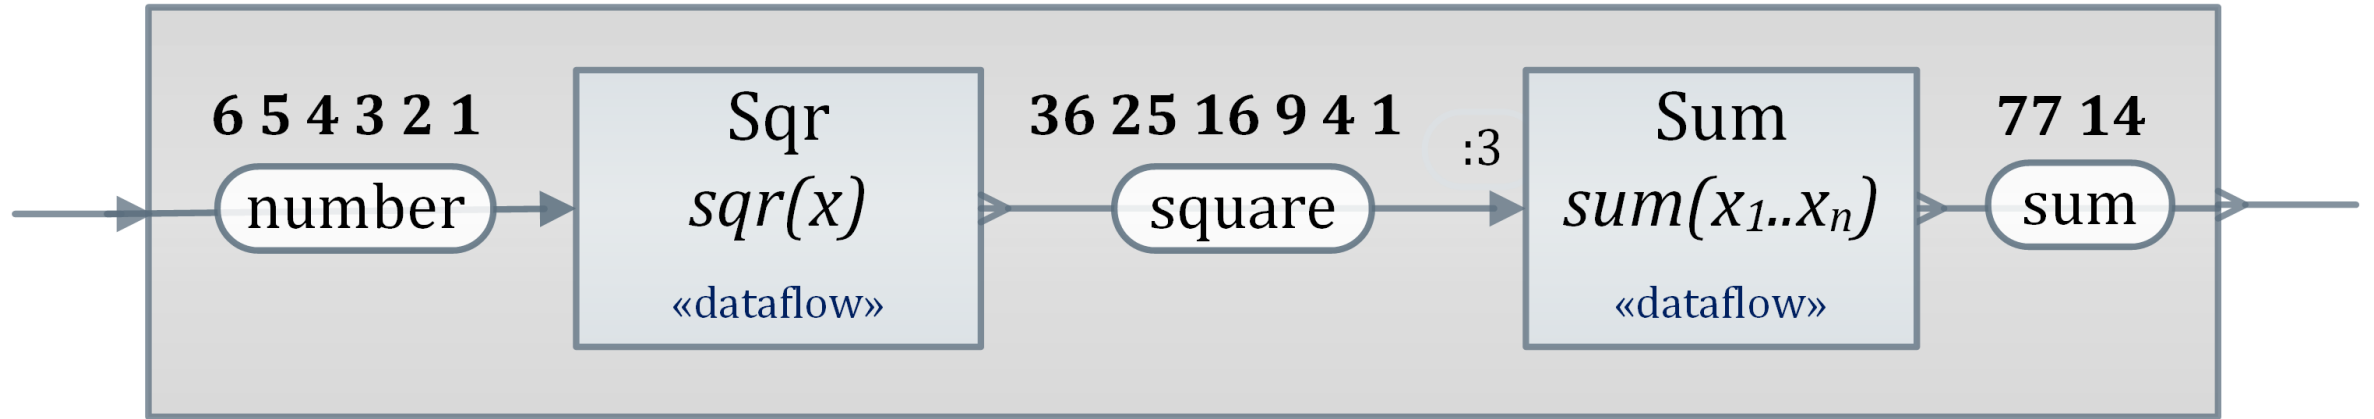 6 5 4 3 2 1
number
Sqr
sqr(x)
«dataflow»
36 25 16 9 4 1
square
:3
Sum
sum(x1..xn)
«dataflow»
77 14
sum